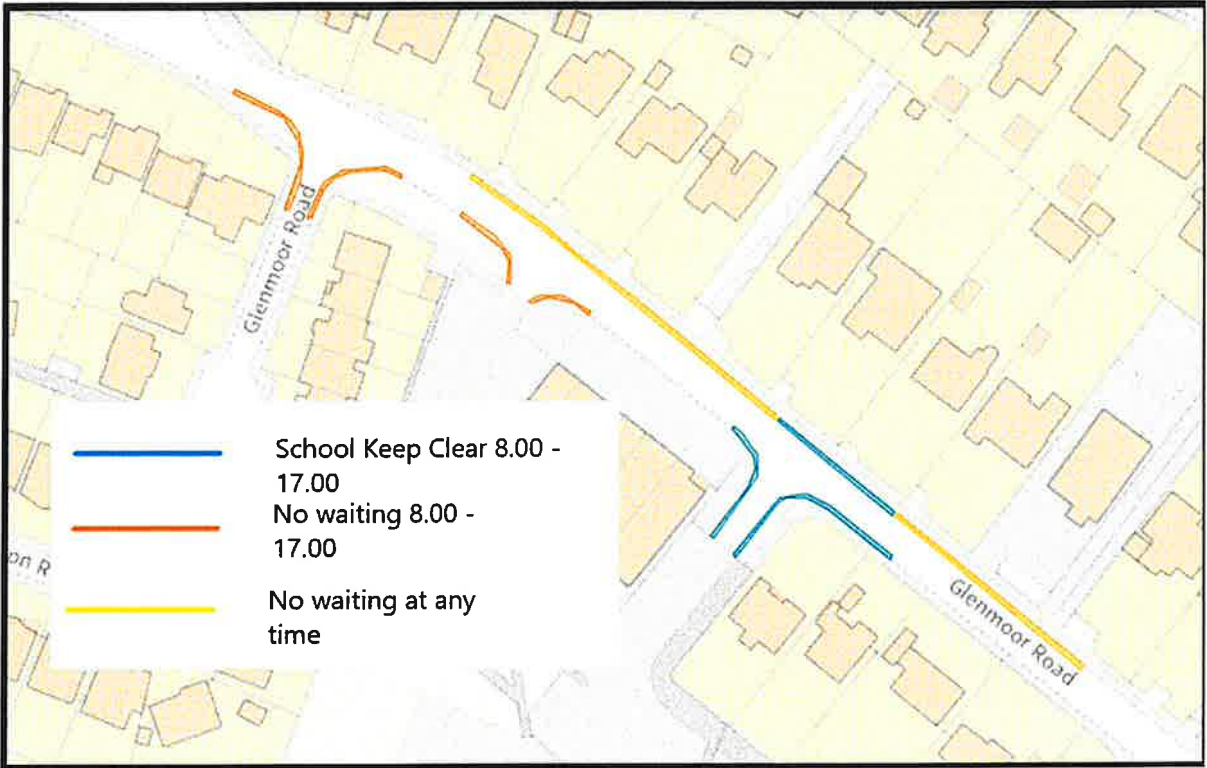 Glenmoor Road
School Keep Clear 8.00 -
17.00
No waiting 8.00 -
17.00
on R
No waiting at any
time
Glenmoor Road